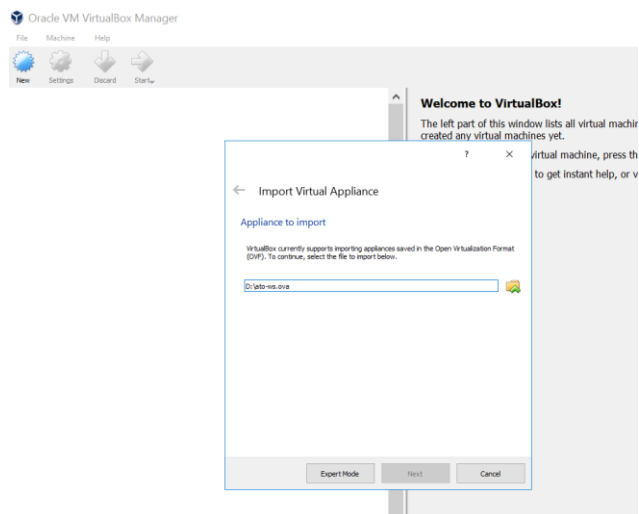 Oracle VM VirtualBox Manager
File Machine Help
New Settings Discard Start
Welcome to VirtualBox!
The left part of this window lists all virtual machin
created any virtual machines yet.
? ×
virtual machine, press th
to get instant help, or v
← Import Virtual Appliance
Appliance to import
VirtualBox currently supports importing appliances saved in the Open Virtualization Format
(OVF). To continue, select the file to import below.
D:\ato-ws.ova
Expert Mode Next Cancel